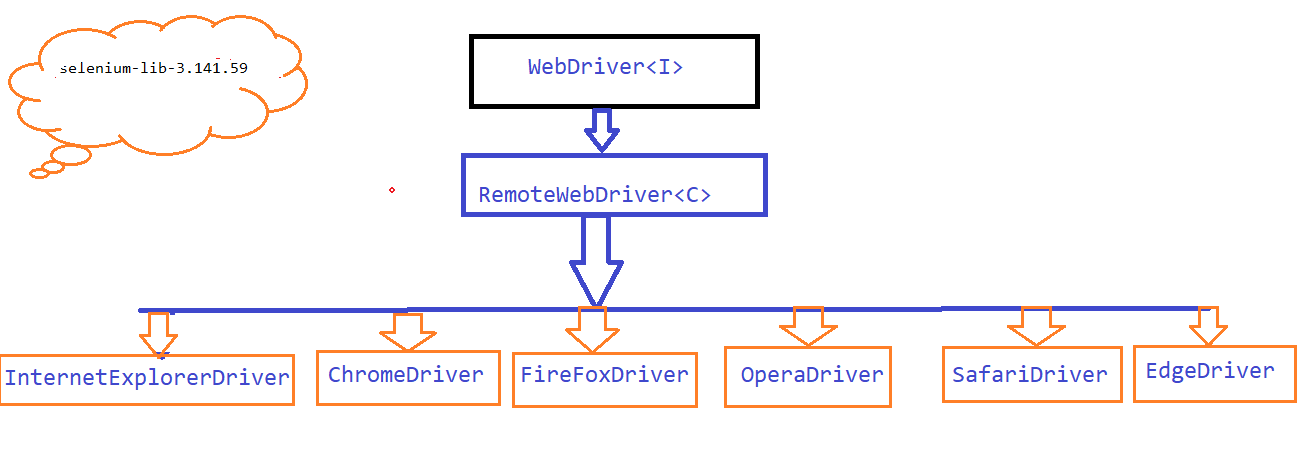 selenium-lib-3.141.59
WebDriver<I>
RemoteWebDriver<C>
InternetExplorerDriver
ChromeDriver
FireFoxDriver
OperaDriver
SafariDriver
EdgeDriver